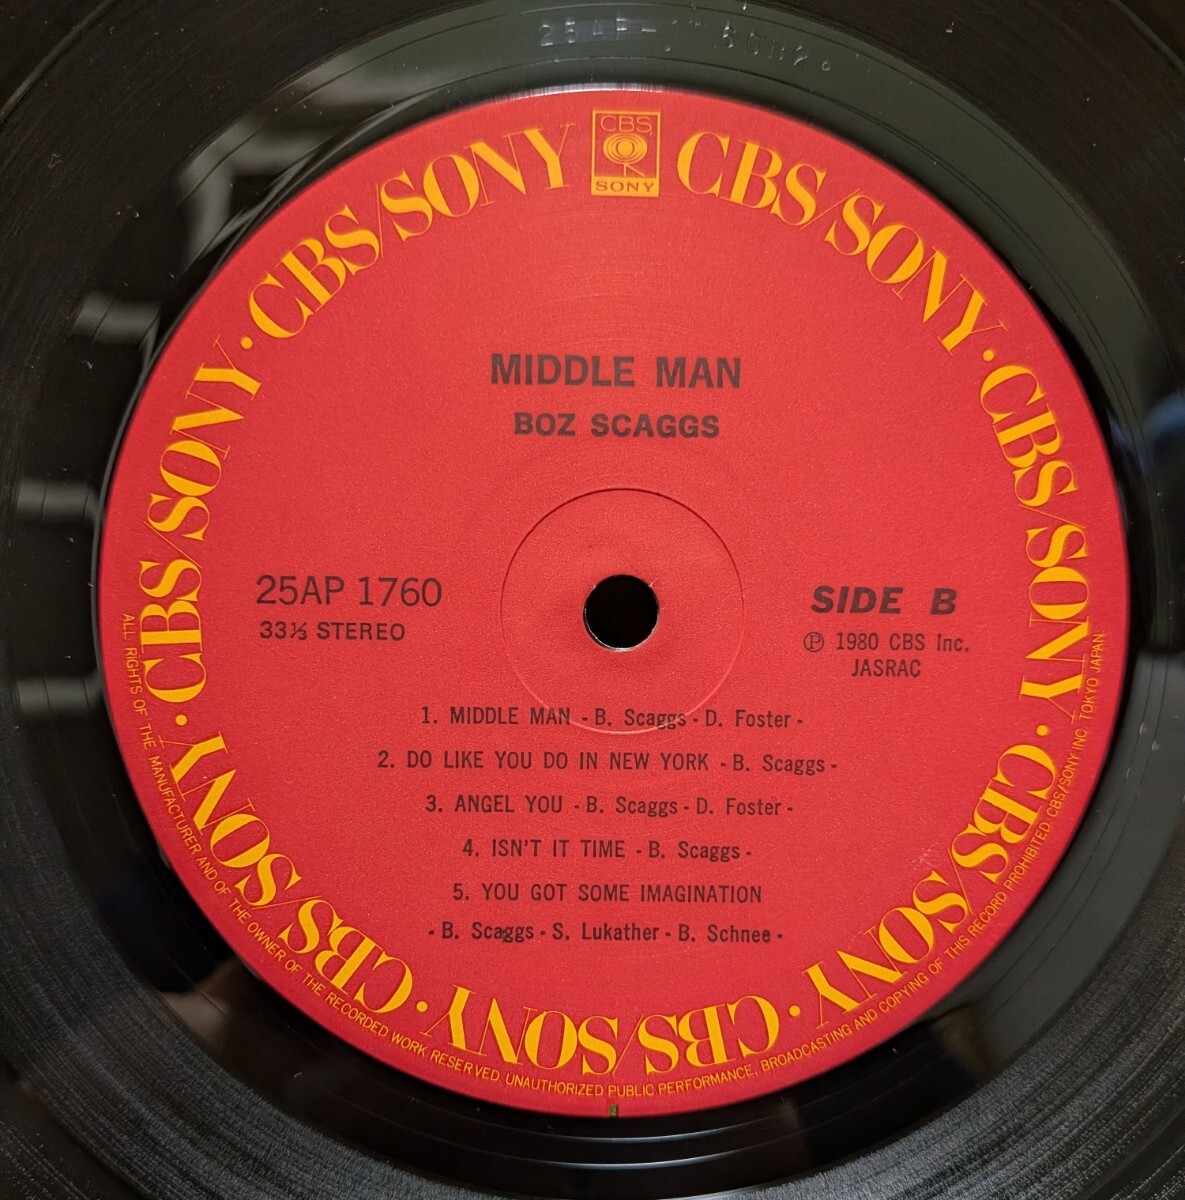 CBS
SONY
CBS/SONY · CBS/SONY · CBS/SONY · CBS/SONY · CBS/SONY · CBS/SONY · CBS/SONY · CBS/SONY
MIDDLE MAN
BOZ SCAGGS
25AP 1760
33⅓ STEREO
SIDE B
Ⓟ 1980 CBS Inc.
JASRAC
1. MIDDLE MAN - B. Scaggs - D. Foster -
2. DO LIKE YOU DO IN NEW YORK - B. Scaggs -
3. ANGEL YOU - B. Scaggs - D. Foster -
4. ISN'T IT TIME - B. Scaggs -
5. YOU GOT SOME IMAGINATION
- B. Scaggs - S. Lukather - B. Schnee -
ALL RIGHTS OF THE MANUFACTURER AND OF THE OWNER OF THE RECORDED WORK RESERVED. UNAUTHORIZED PUBLIC PERFORMANCE, BROADCASTING AND COPYING OF THIS RECORD PROHIBITED CBS/SONY INC. TOKYO JAPAN